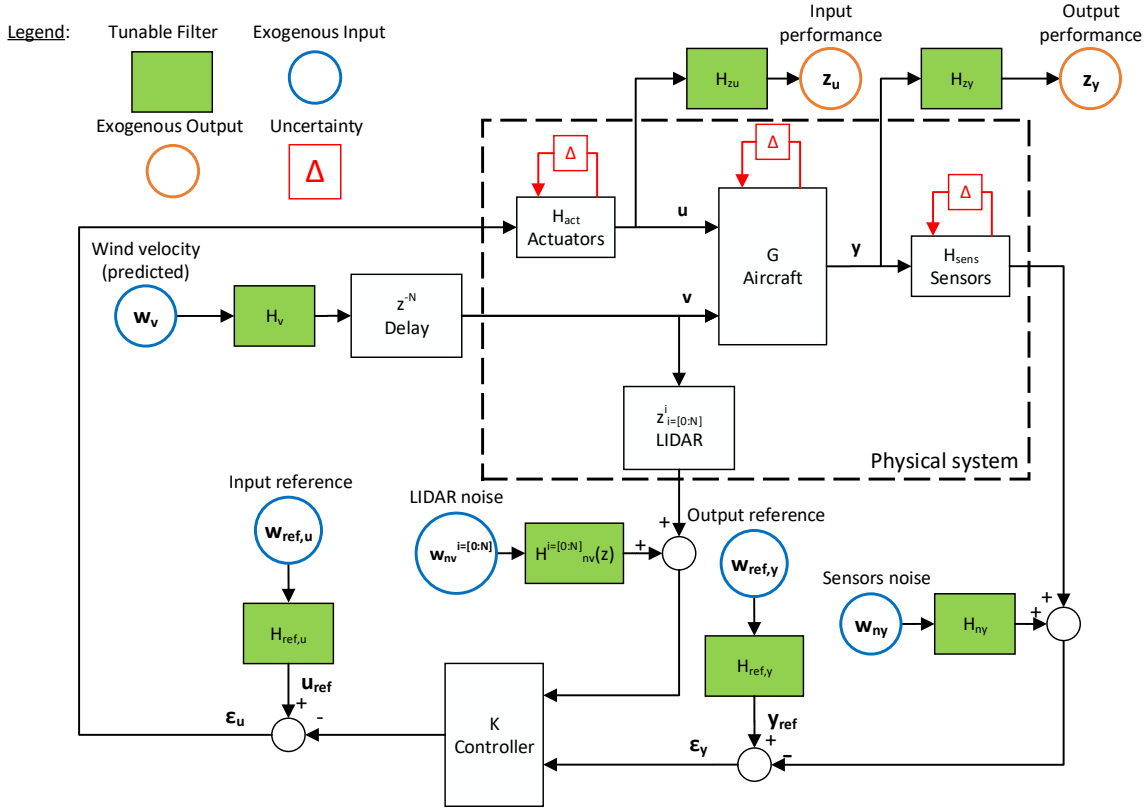 Legend:
Tunable Filter
Exogenous Input
Exogenous Output
Uncertainty
Δ
Input
performance
Output
performance
Hzu
zu
Hzy
zy
Δ
Δ
Δ
Hact
Actuators
u
G
Aircraft
y
Hsens
Sensors
Wind velocity
(predicted)
wv
Hv
z-N
Delay
v
zi i=[0:N]
LIDAR
Physical system
Input reference
wref,u
LIDAR noise
wnv i=[0:N]
Hi=[0:N]nv(z)
+
+
Output reference
wref,y
Sensors noise
wny
Hny
+
+
Href,u
Href,y
uref
+
-
εu
K
Controller
yref
+
-
εy